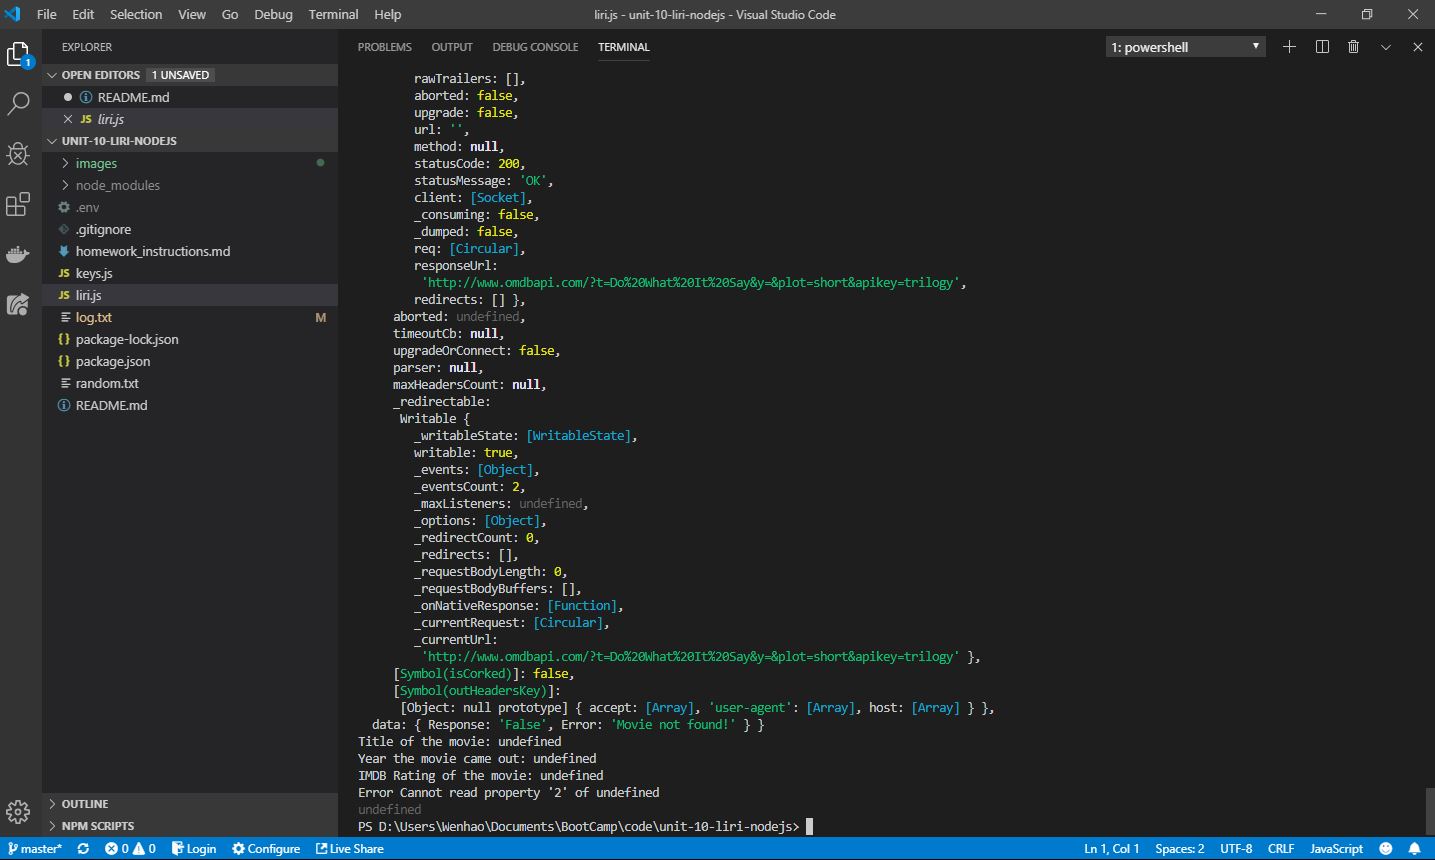 File Edit Selection View Go Debug Terminal Help
liri.js - unit-10-liri-nodejs - Visual Studio Code
EXPLORER
OPEN EDITORS 1 UNSAVED
README.md
JS liri.js
UNIT-10-LIRI-NODEJS
images
node_modules
.env
.gitignore
homework_instructions.md
JS keys.js
JS liri.js
log.txt M
{} package-lock.json
{} package.json
random.txt
README.md
OUTLINE
NPM SCRIPTS
1
PROBLEMS OUTPUT DEBUG CONSOLE TERMINAL
1: powershell
rawTrailers: [],
aborted: false,
upgrade: false,
url: '',
method: null,
statusCode: 200,
statusMessage: 'OK',
client: [Socket],
_consuming: false,
_dumped: false,
req: [Circular],
responseUrl:
'http://www.omdbapi.com/?t=Do%20What%20It%20Say&y=&plot=short&apikey=trilogy',
redirects: [] },
aborted: undefined,
timeoutCb: null,
upgradeOrConnect: false,
parser: null,
maxHeadersCount: null,
_redirectable:
Writable {
_writableState: [WritableState],
writable: true,
_events: [Object],
_eventsCount: 2,
_maxListeners: undefined,
_options: [Object],
_redirectCount: 0,
_redirects: [],
_requestBodyLength: 0,
_requestBodyBuffers: [],
_onNativeResponse: [Function],
_currentRequest: [Circular],
_currentUrl:
'http://www.omdbapi.com/?t=Do%20What%20It%20Say&y=&plot=short&apikey=trilogy' },
[Symbol(isCorked)]: false,
[Symbol(outHeadersKey)]:
[Object: null prototype] { accept: [Array], 'user-agent': [Array], host: [Array] } },
data: { Response: 'False', Error: 'Movie not found!' } }
Title of the movie: undefined
Year the movie came out: undefined
IMDB Rating of the movie: undefined
Error Cannot read property '2' of undefined
undefined
PS D:\Users\Wenhao\Documents\BootCamp\code\unit-10-liri-nodejs>
master* 0 0 Login Configure Live Share
Ln 1, Col 1 Spaces: 2 UTF-8 CRLF JavaScript